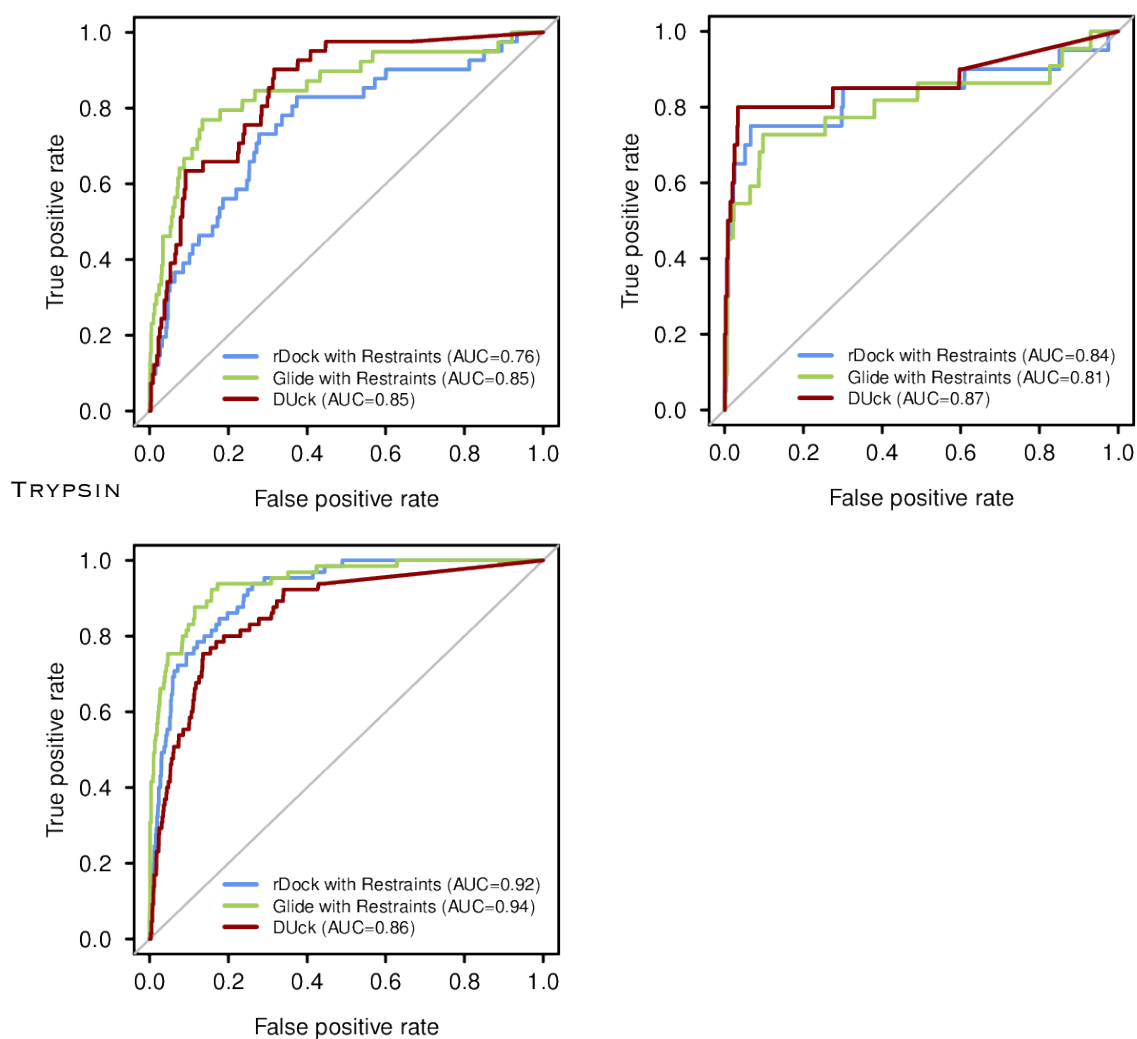 1.0
0.8
0.6
0.4
0.2
0.0
True positive rate
rDock with Restraints (AUC=0.76)
Glide with Restraints (AUC=0.85)
DUck (AUC=0.85)
0.0 0.2 0.4 0.6 0.8 1.0
False positive rate
1.0
0.8
0.6
0.4
0.2
0.0
True positive rate
rDock with Restraints (AUC=0.84)
Glide with Restraints (AUC=0.81)
DUck (AUC=0.87)
0.0 0.2 0.4 0.6 0.8 1.0
False positive rate
TRYPSIN
1.0
0.8
0.6
0.4
0.2
0.0
True positive rate
rDock with Restraints (AUC=0.92)
Glide with Restraints (AUC=0.94)
DUck (AUC=0.86)
0.0 0.2 0.4 0.6 0.8 1.0
False positive rate